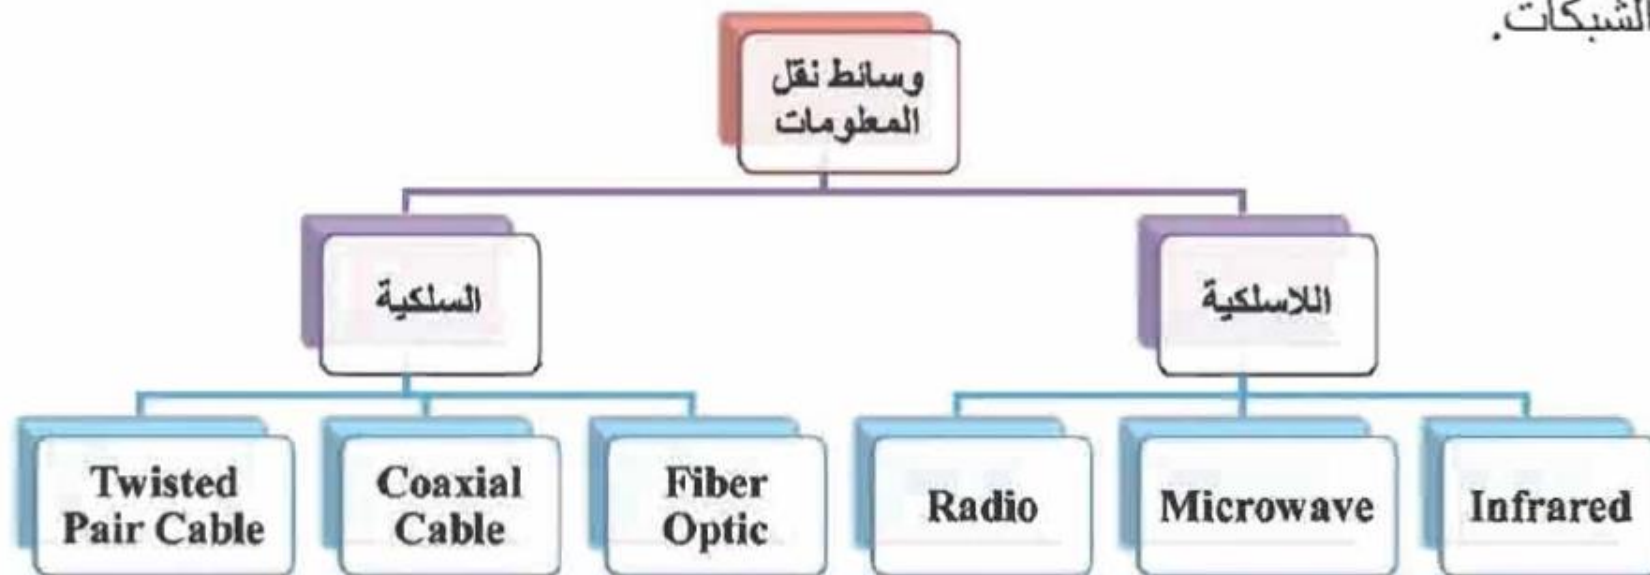 الشبكات.
وسائط نقل
المعلومات
السلكية
اللاسلكية
Twisted
Pair Cable
Coaxial
Cable
Fiber
Optic
Radio
Microwave
Infrared